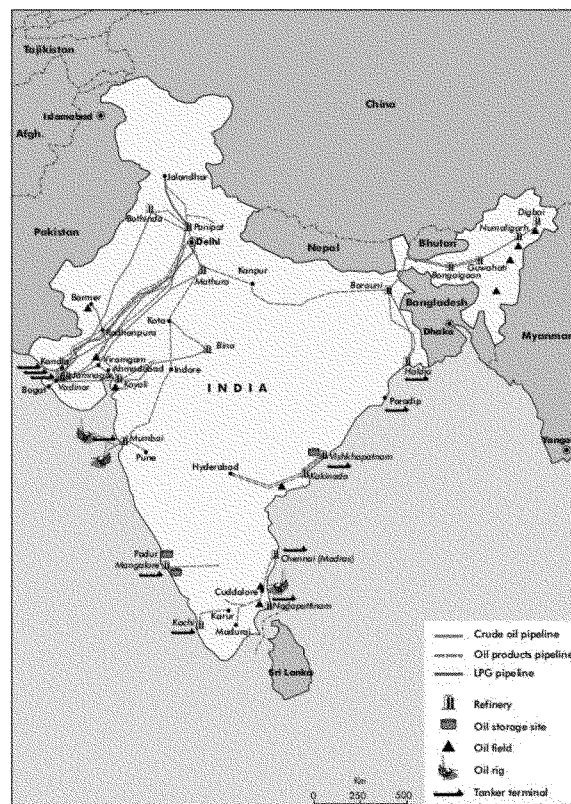 Tajikistan
China
Islamabad
Afgh.
Jalandhar
Pakistan
Bathinda
Panipat
Delhi
Nepal
Bhutan
Digboi
Numaligarh
Mathura
Kanpur
Bongaigaon
Guwahati
Barmer
Barauni
Bangladesh
Radhanpura
Kota
Dhaka
Myanmar
Kandla
Viramgam
Bina
Jamnagar
Ahmedabad
Indore
INDIA
Haldia
Vadinar
Koyali
Paradip
Mumbai
Pune
Hyderabad
Vishkhapatnam
Kakinada
Padur
Mangalore
Chennai (Madras)
Cuddalore
Nagapattinam
Karur
Kochi
Madurai
Sri Lanka
Crude oil pipeline
Oil products pipeline
LPG pipeline
Refinery
Oil storage site
Oil field
Oil rig
Tanker terminal
Km
0 250 500